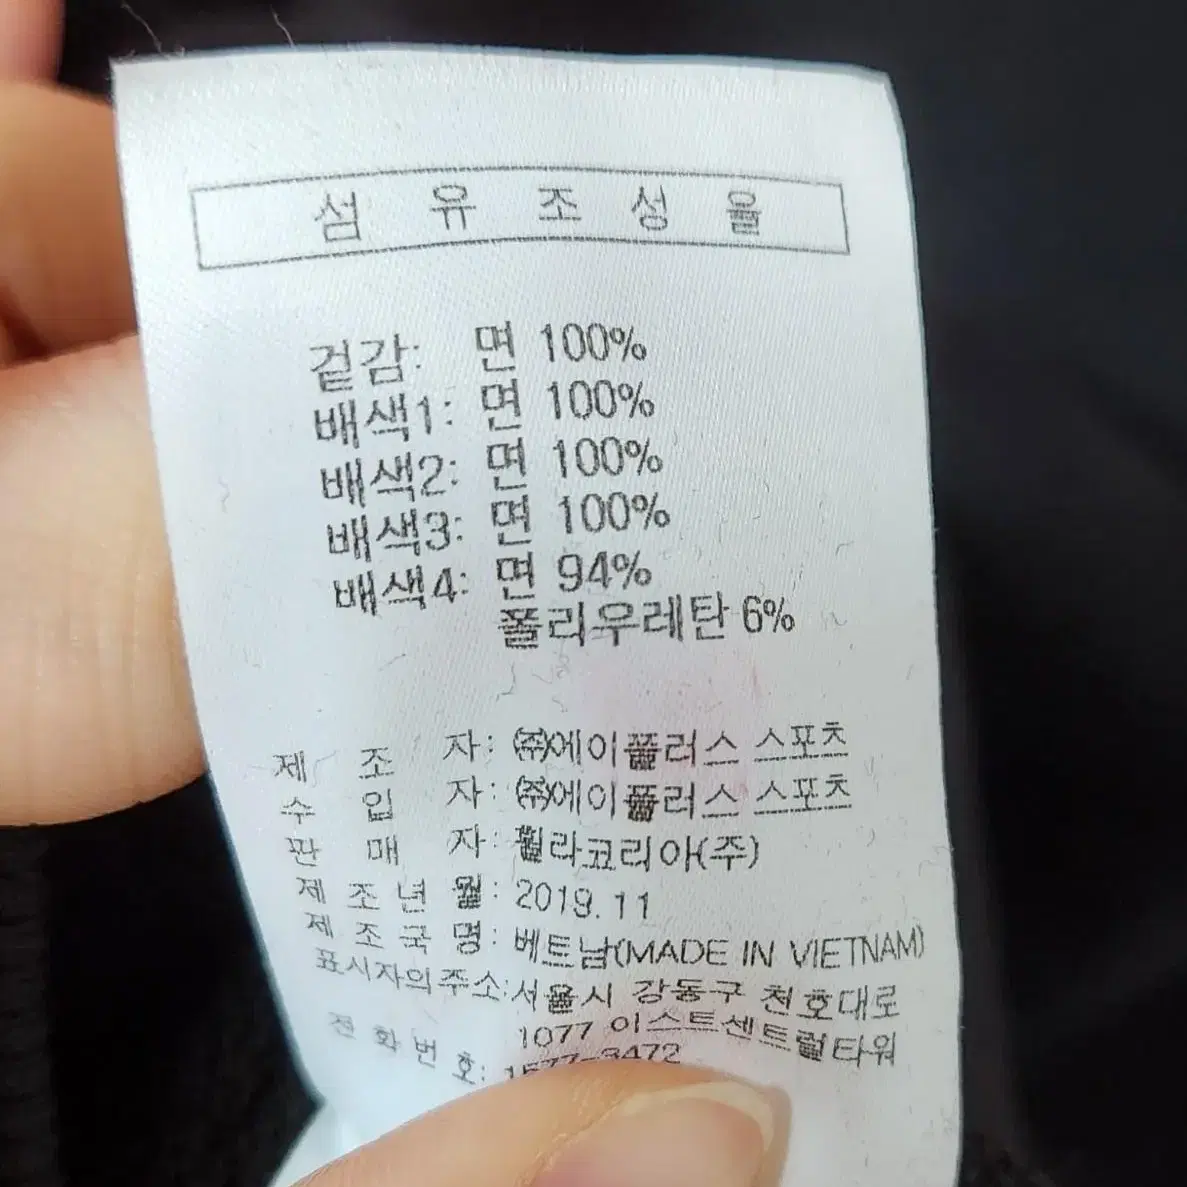 섬 유 조 성 율
겉감: 면 100%
배색1: 면 100%
배색2: 면 100%
배색3: 면 100%
배색4: 면 94%
폴리우레탄 6%
제 조 자: ㈜에이플러스 스포츠
수 입 자: ㈜에이플러스 스포츠
판 매 자: 휠라코리아(주)
제 조 년 월: 2019.11
제 조 국 명: 베트남(MADE IN VIETNAM)
표시자의주소:서울시 강동구 천호대로
1077 이스트센트럴타워
전 화 번 호: 1577-3472